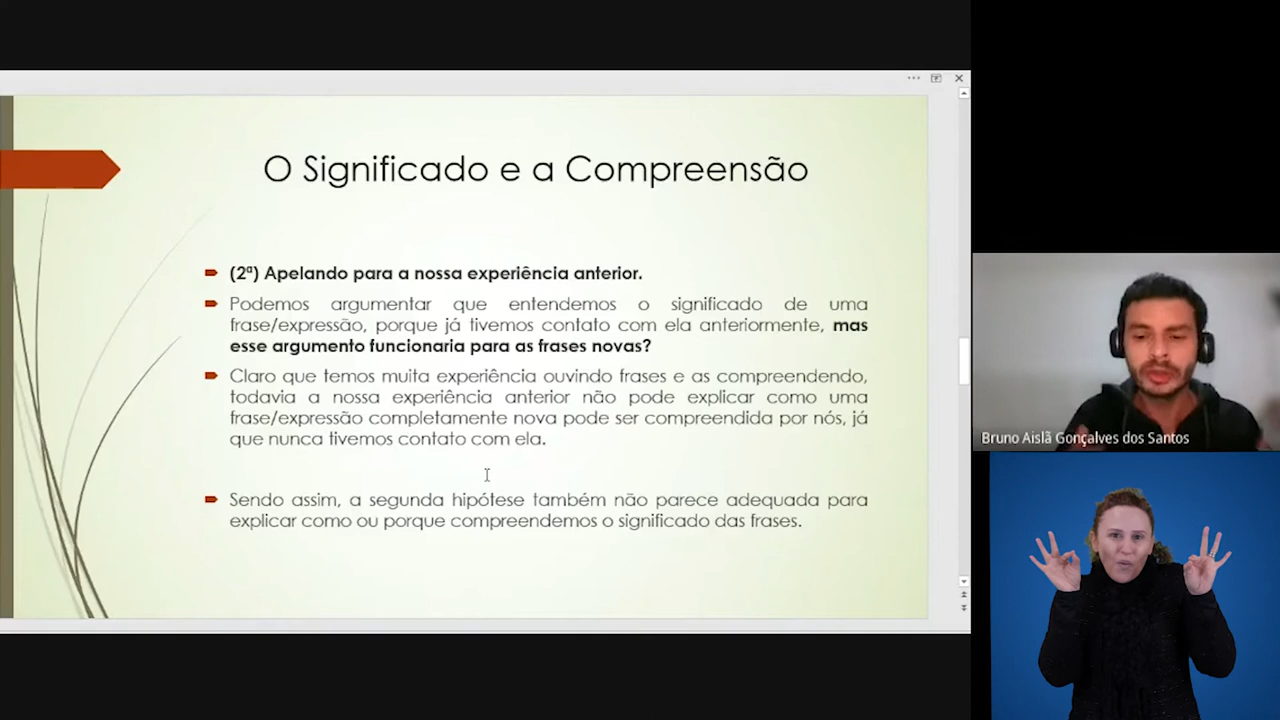 O Significado e a Compreensão
(2ª) Apelando para a nossa experiência anterior.
Podemos argumentar que entendemos o significado de uma
frase/expressão, porque já tivemos contato com ela anteriormente, mas
esse argumento funcionaria para as frases novas?
Claro que temos muita experiência ouvindo frases e as compreendendo,
todavia a nossa experiência anterior não pode explicar como uma
frase/expressão completamente nova pode ser compreendida por nós, já
que nunca tivemos contato com ela.
Sendo assim, a segunda hipótese também não parece adequada para
explicar como ou porque compreendemos o significado das frases.
Bruno Aislã Gonçalves dos Santos